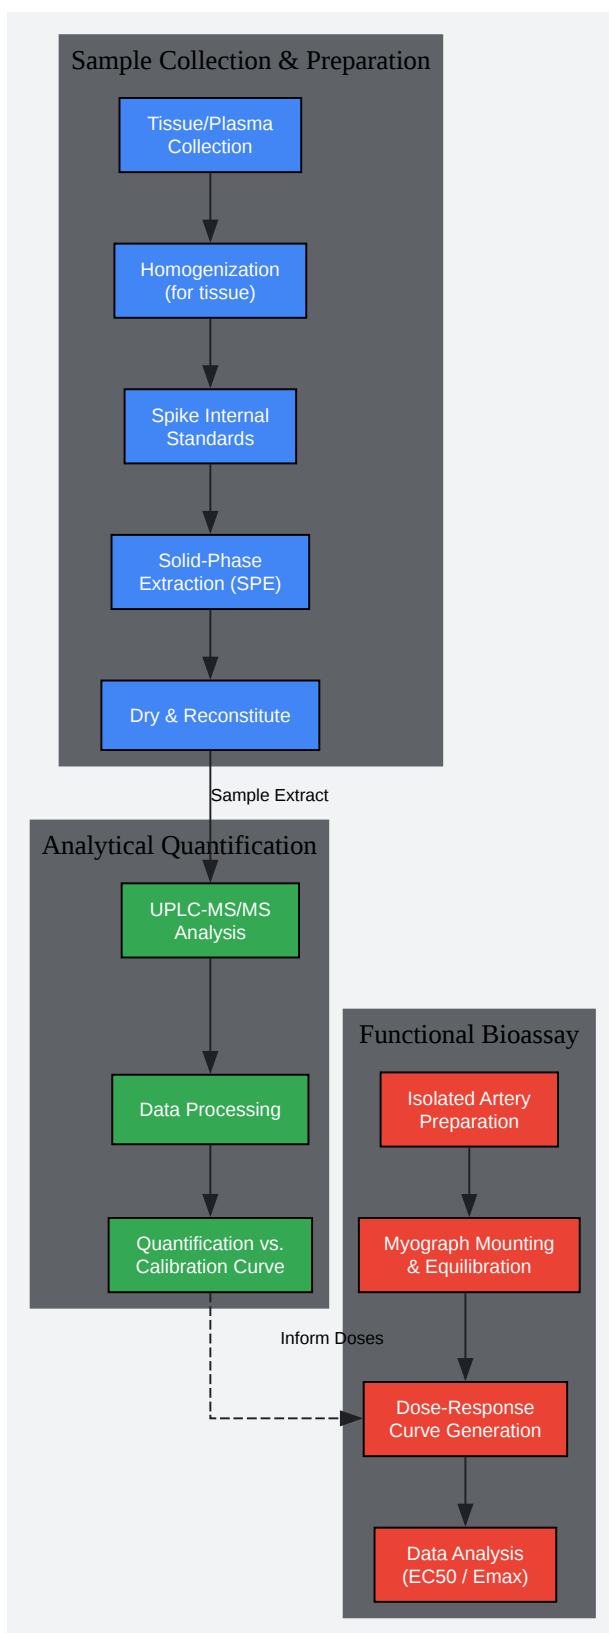 Sample Collection & Preparation
Tissue/Plasma
Collection
Homogenization
(for tissue)
Spike Internal
Standards
Solid-Phase
Extraction (SPE)
Dry & Reconstitute
Sample Extract
Analytical Quantification
UPLC-MS/MS
Analysis
Data Processing
Quantification vs.
Calibration Curve
Inform Doses
Functional Bioassay
Isolated Artery
Preparation
Myograph Mounting
& Equilibration
Dose-Response
Curve Generation
Data Analysis
(EC50 / Emax)